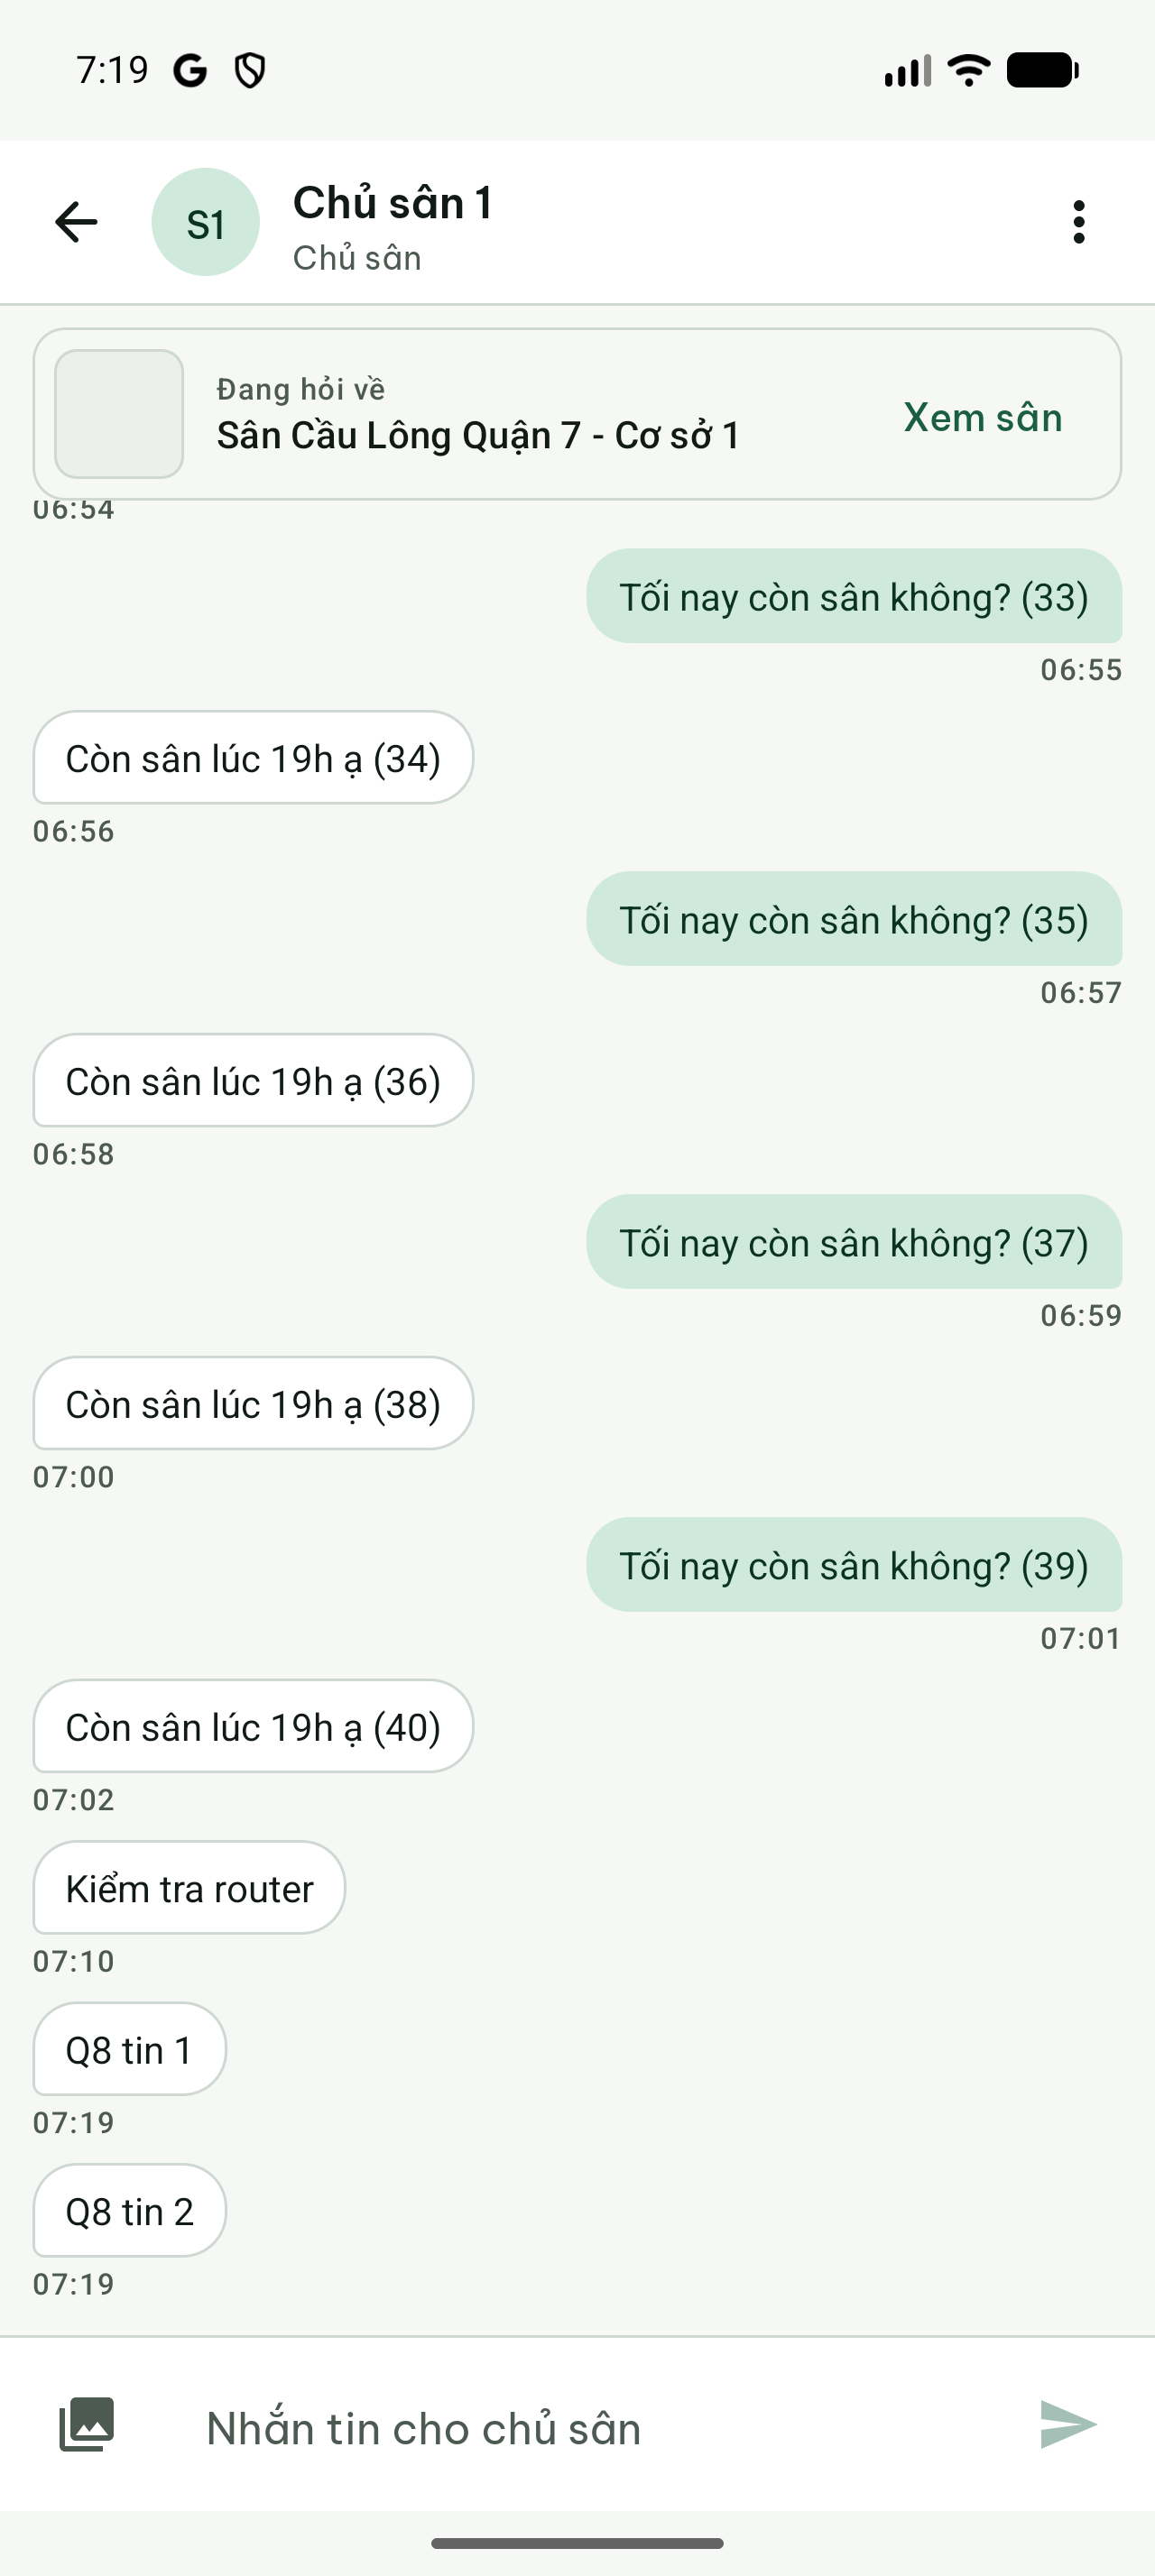 7:19
S1
Chủ sân 1
Chủ sân
Đang hỏi về
Sân Cầu Lông Quận 7 - Cơ sở 1
Xem sân
06:54
Tối nay còn sân không? (33)
06:55
Còn sân lúc 19h ạ (34)
06:56
Tối nay còn sân không? (35)
06:57
Còn sân lúc 19h ạ (36)
06:58
Tối nay còn sân không? (37)
06:59
Còn sân lúc 19h ạ (38)
07:00
Tối nay còn sân không? (39)
07:01
Còn sân lúc 19h ạ (40)
07:02
Kiểm tra router
07:10
Q8 tin 1
07:19
Q8 tin 2
07:19
Nhắn tin cho chủ sân